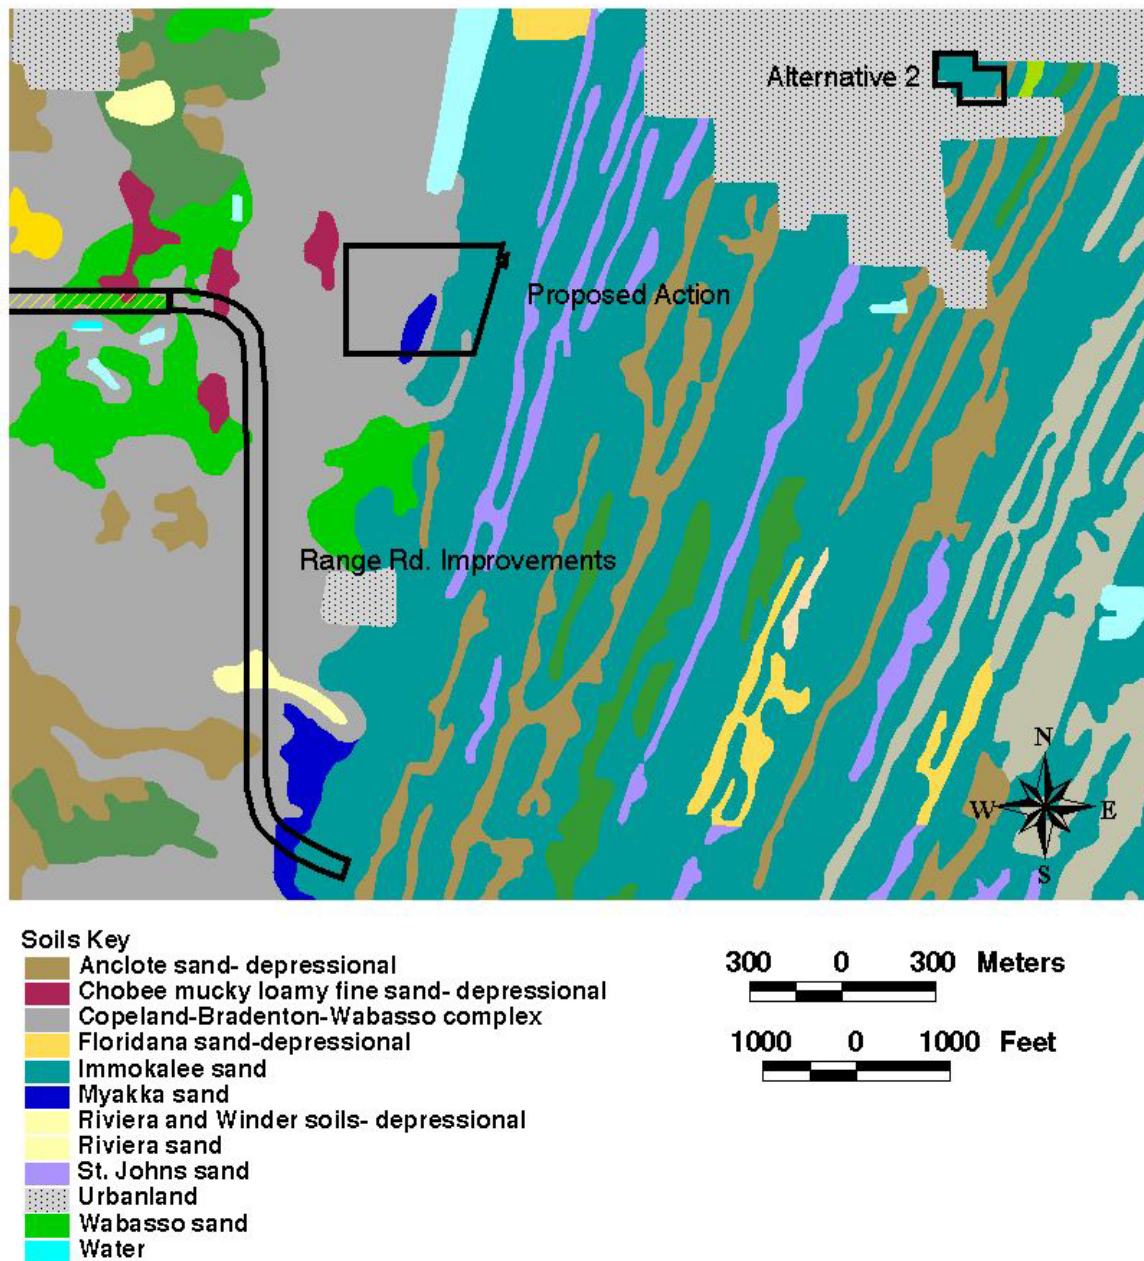 Alternative 2
Proposed Action
Range Rd. Improvements
N
W E
S
Soils Key
Anclote sand- depressional
Chobee mucky loamy fine sand- depressional
Copeland-Bradenton-Wabasso complex
Floridana sand-depressional
Immokalee sand
Myakka sand
Riviera and Winder soils- depressional
Riviera sand
St. Johns sand
Urbanland
Wabasso sand
Water
300 0 300 Meters
1000 0 1000 Feet